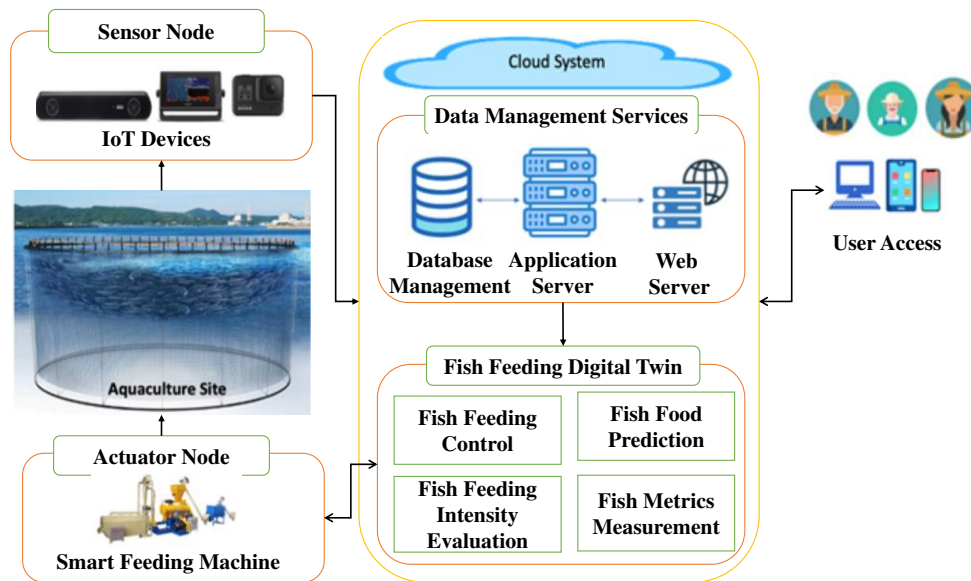 Sensor Node
IoT Devices
Aquaculture Site
Actuator Node
Smart Feeding Machine
Cloud System
Data Management Services
Database
Management
Application
Server
Web
Server
Fish Feeding Digital Twin
Fish Feeding
Control
Fish Food
Prediction
Fish Feeding
Intensity
Evaluation
Fish Metrics
Measurement
User Access